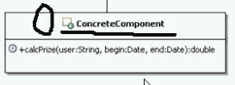 ConcreteComponent
+calcPrize(user:String, begin:Date, end:Date):double